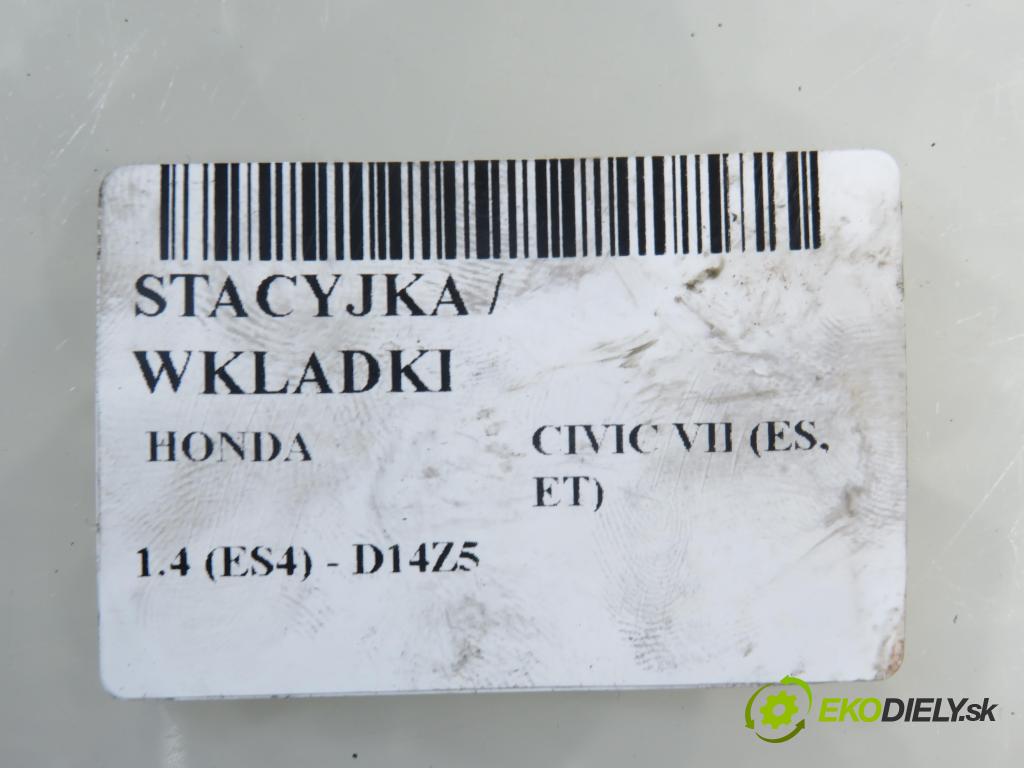 STACYJKA /
WKLADKI
HONDA
CIVIC VII (ES,
ET)
1.4 (ES4) - D14Z5
EKODIELY.sk